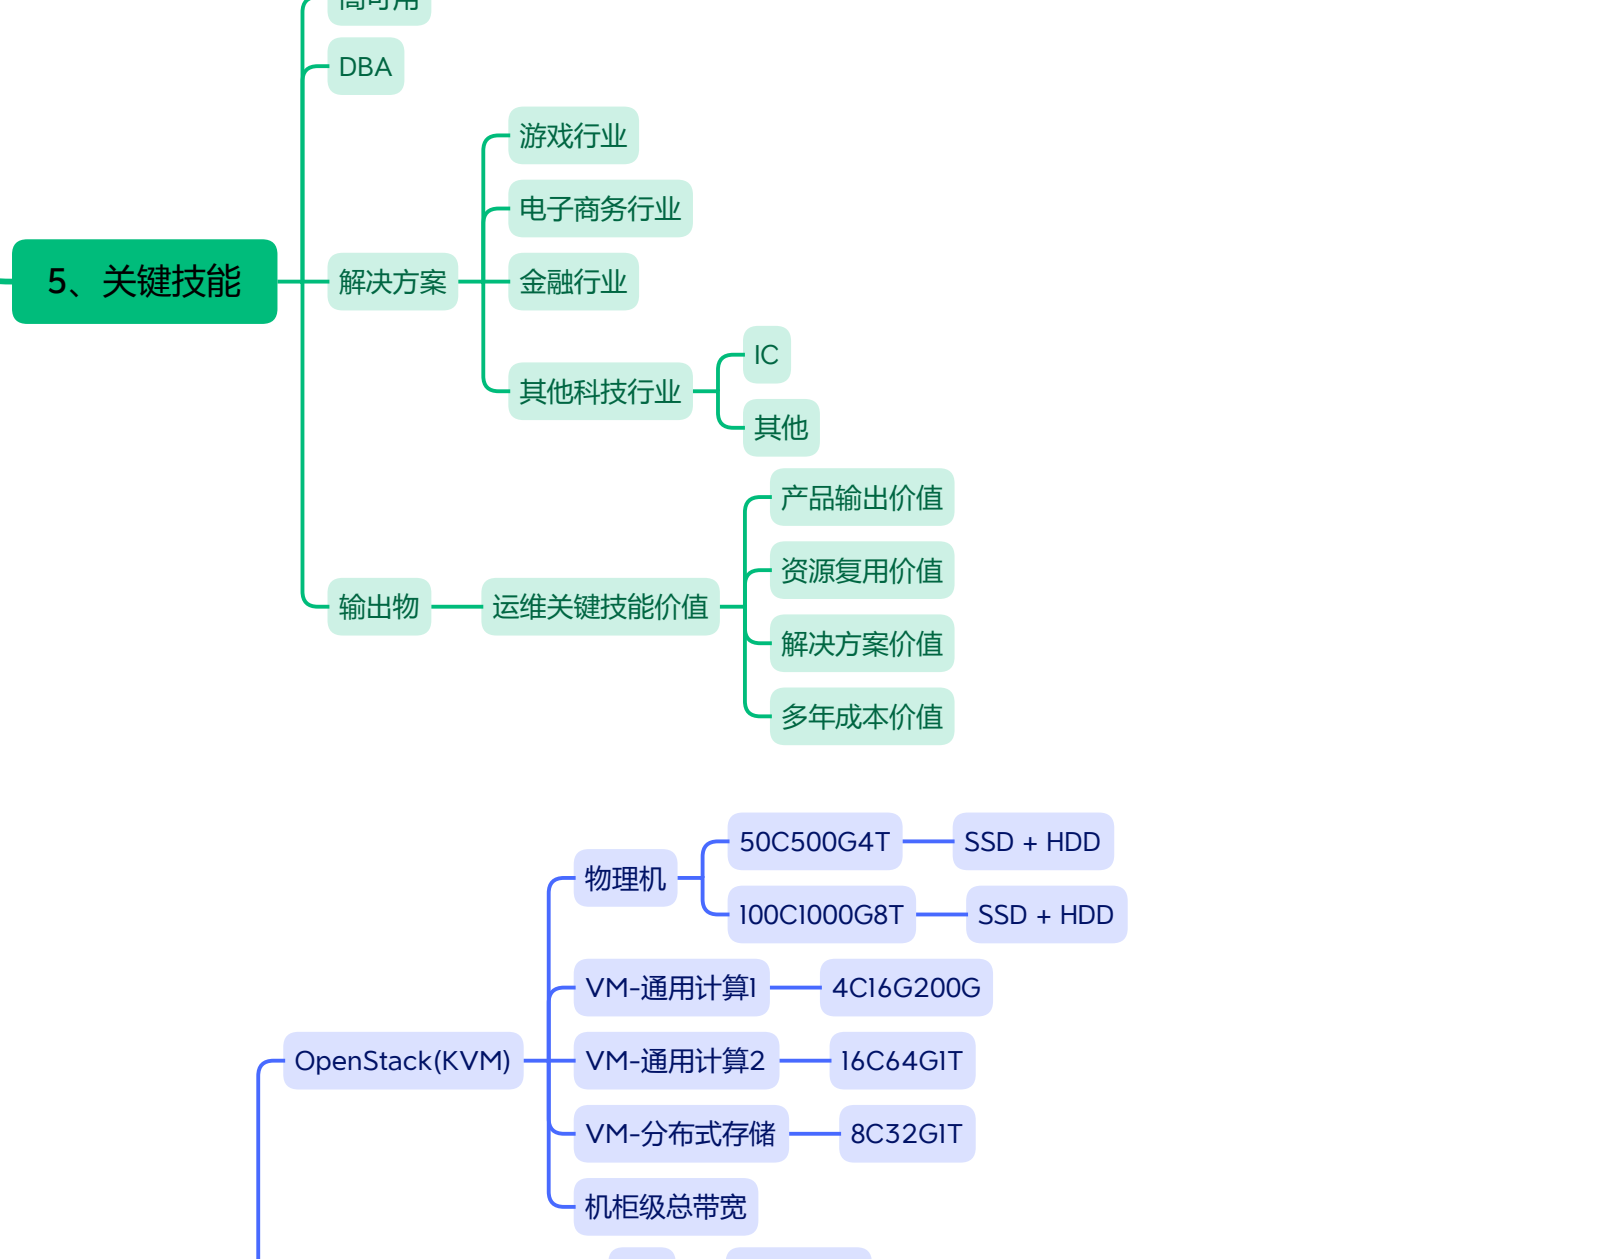 高可用
DBA
游戏行业
电子商务行业
5、关键技能
解决方案
金融行业
IC
其他科技行业
其他
产品输出价值
资源复用价值
输出物
运维关键技能价值
解决方案价值
多年成本价值
50C500G4T
SSD + HDD
物理机
100C1000G8T
SSD + HDD
VM-通用计算1
4C16G200G
OpenStack(KVM)
VM-通用计算2
16C64G1T
VM-分布式存储
8C32G1T
机柜级总带宽